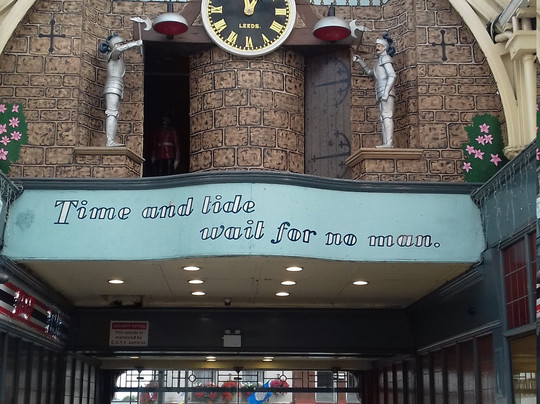 LEEDS.
Time and tide
wait for no man.